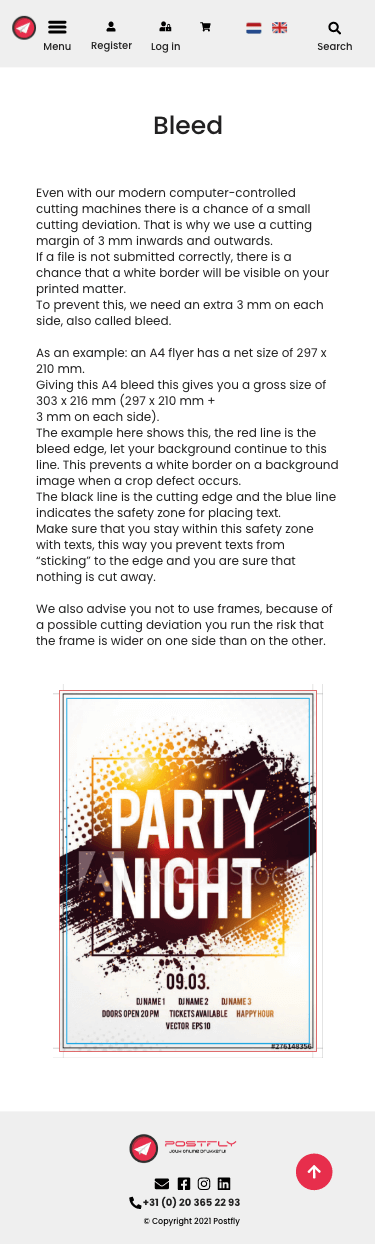 Menu
Register
Log in
Search
Bleed
Even with our modern computer-controlled
cutting machines there is a chance of a small
cutting deviation. That is why we use a cutting
margin of 3 mm inwards and outwards.
If a file is not submitted correctly, there is a
chance that a white border will be visible on your
printed matter.
To prevent this, we need an extra 3 mm on each
side, also called bleed.
As an example: an A4 flyer has a net size of 297 x
210 mm.
Giving this A4 bleed this gives you a gross size of
303 x 216 mm (297 x 210 mm +
3 mm on each side).
The example here shows this, the red line is the
bleed edge, let your background continue to this
line. This prevents a white border on a background
image when a crop defect occurs.
The black line is the cutting edge and the blue line
indicates the safety zone for placing text.
Make sure that you stay within this safety zone
with texts, this way you prevent texts from
“sticking” to the edge and you are sure that
nothing is cut away.
We also advise you not to use frames, because of
a possible cutting deviation you run the risk that
the frame is wider on one side than on the other.
PARTY
NIGHT
Adobe Stock
09.03.
DJ NAME 1 DJ NAME 2 DJ NAME 3
DOORS OPEN 20 PM TICKETS AVAILABLE HAPPY HOUR
VECTOR EPS 10
#276148356
POSTFLY
JOUW ONLINE DRUKKERIJ!
+31 (0) 20 365 22 93
© Copyright 2021 Postfly